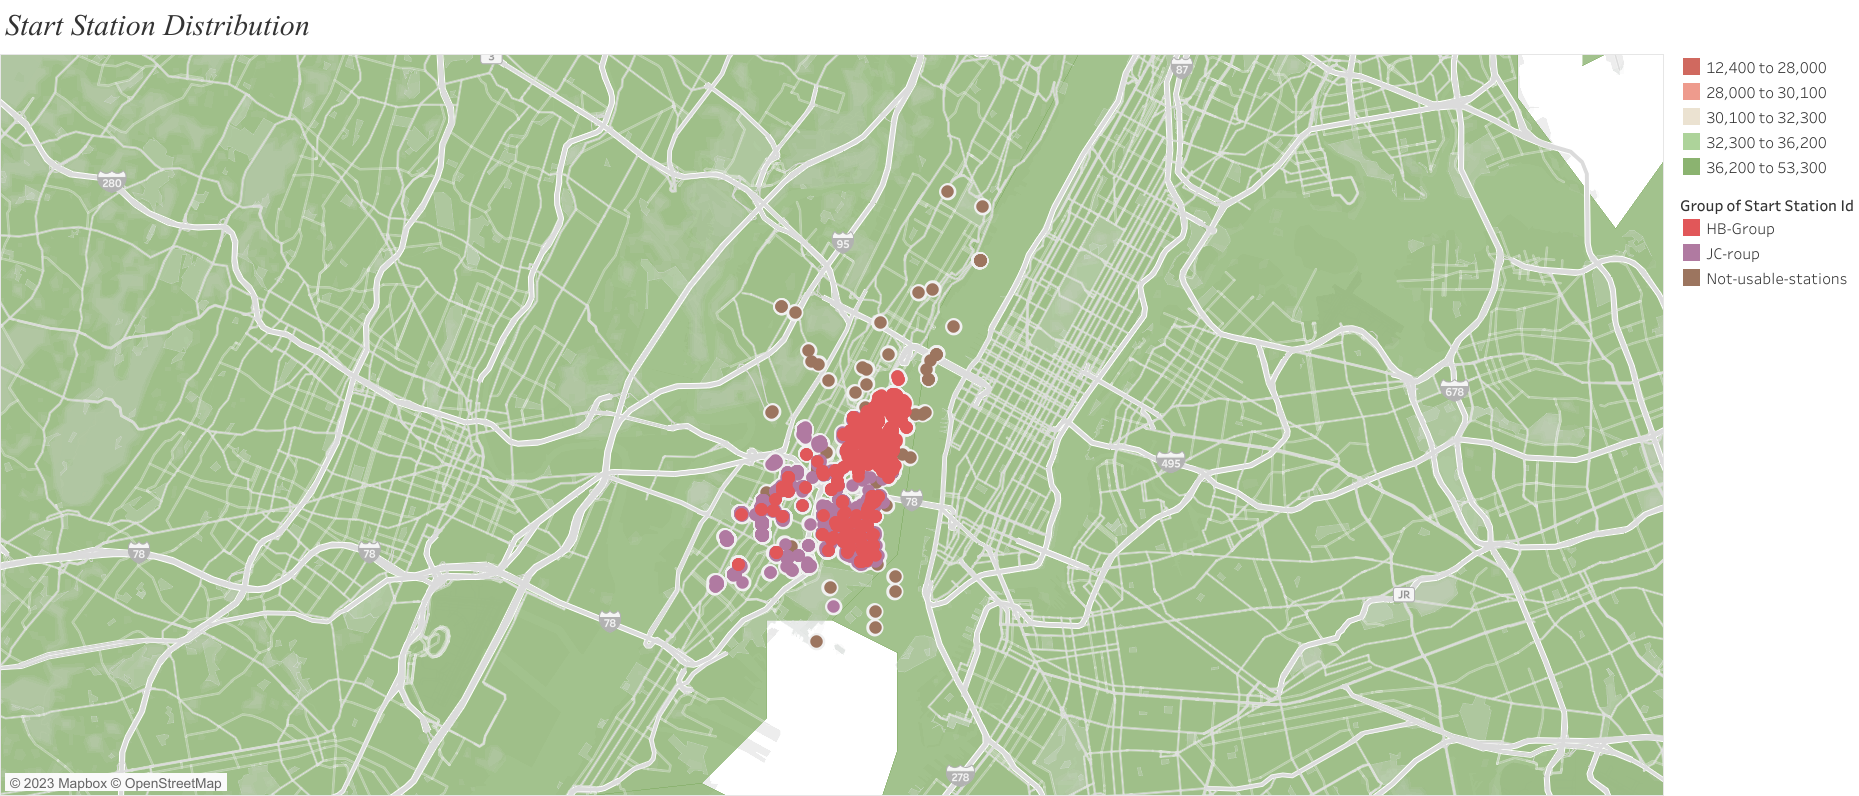 Start Station Distribution
3
87
280
95
678
495
78
78
78
JR
78
278
© 2023 Mapbox © OpenStreetMap
12,400 to 28,000
28,000 to 30,100
30,100 to 32,300
32,300 to 36,200
36,200 to 53,300
Group of Start Station Id
HB-Group
JC-roup
Not-usable-stations